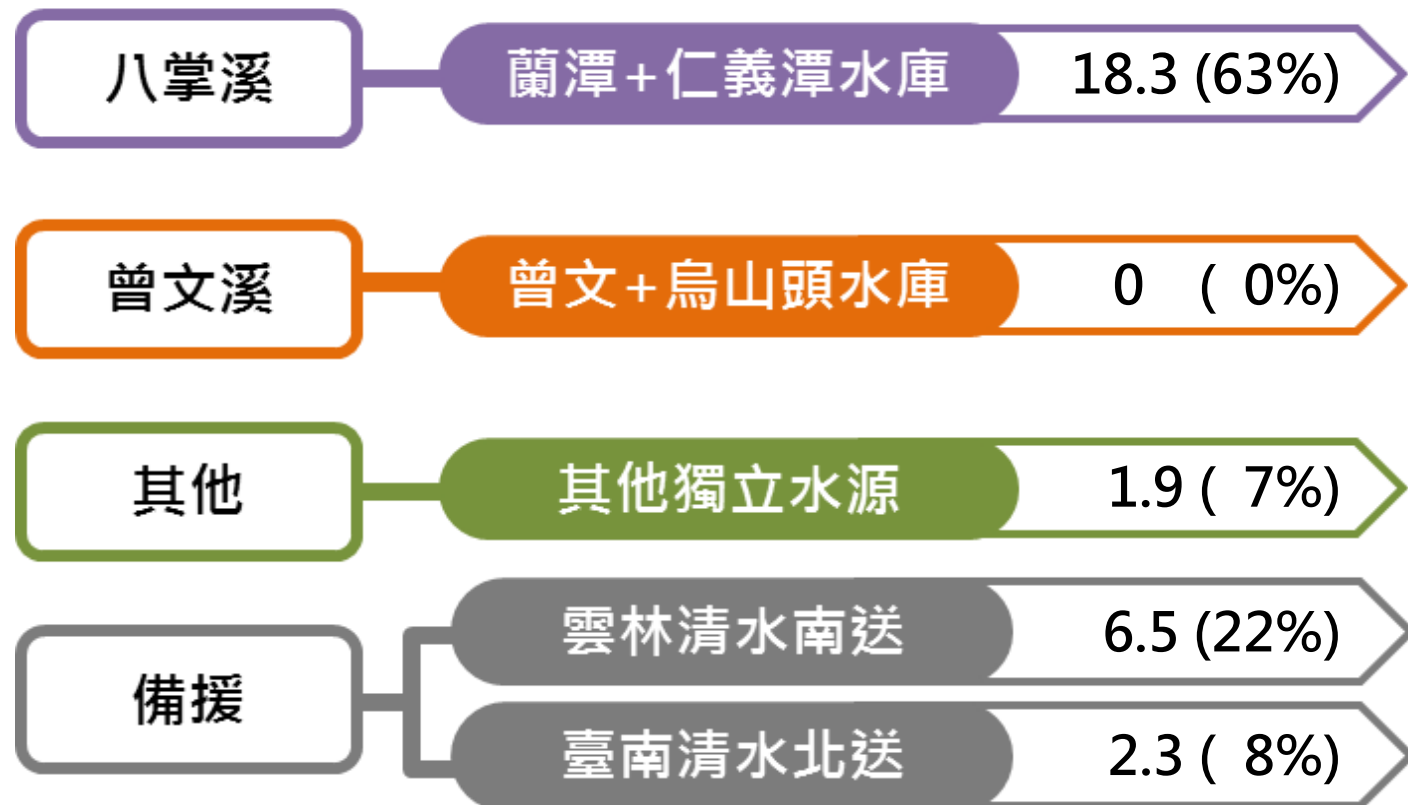 八掌溪 蘭潭+仁義潭水庫 18.3 (63%)
曾文溪 曾文+烏山頭水庫 0 ( 0%)
其他 其他獨立水源 1.9 ( 7%)
備援
雲林清水南送 6.5 (22%)
臺南清水北送 2.3 ( 8%)